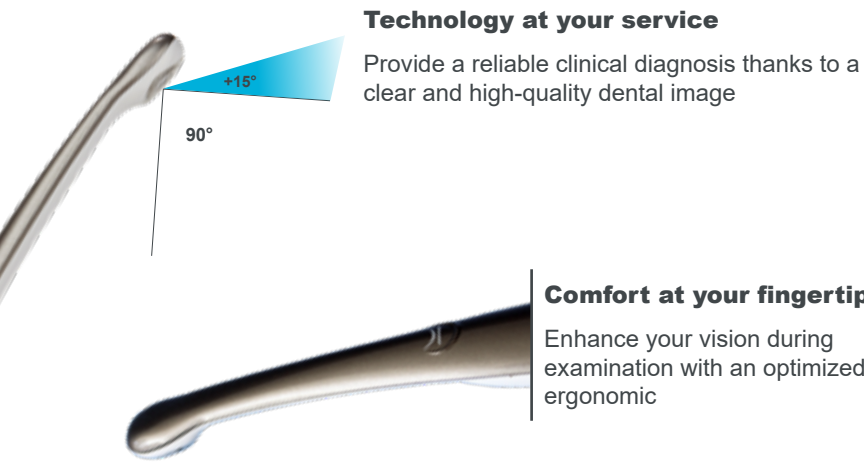 Technology at your service
Provide a reliable clinical diagnosis thanks to a
clear and high-quality dental image
+15°
90°
Comfort at your fingertip
Enhance your vision during
examination with an optimized
ergonomic